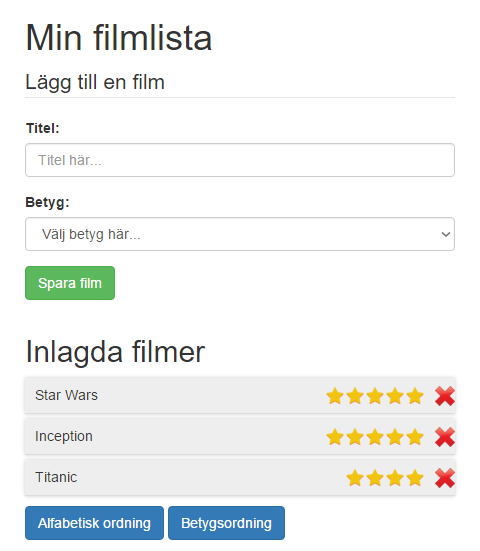 Min filmlista
Lägg till en film
Titel:
Titel här...
Betyg:
Välj betyg här...
Spara film
Inlagda filmer
Star Wars
Inception
Titanic
Alfabetisk ordning Betygsordning